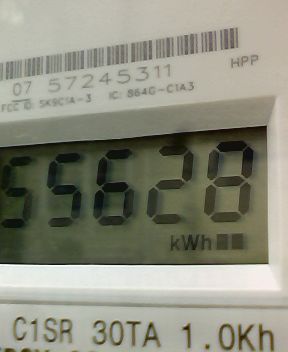 HPP
07 57245311
FCC ID: SK9C1A-3 IC: 864G-C1A3
55628
kWh
C1SR 30TA 1.0Kh